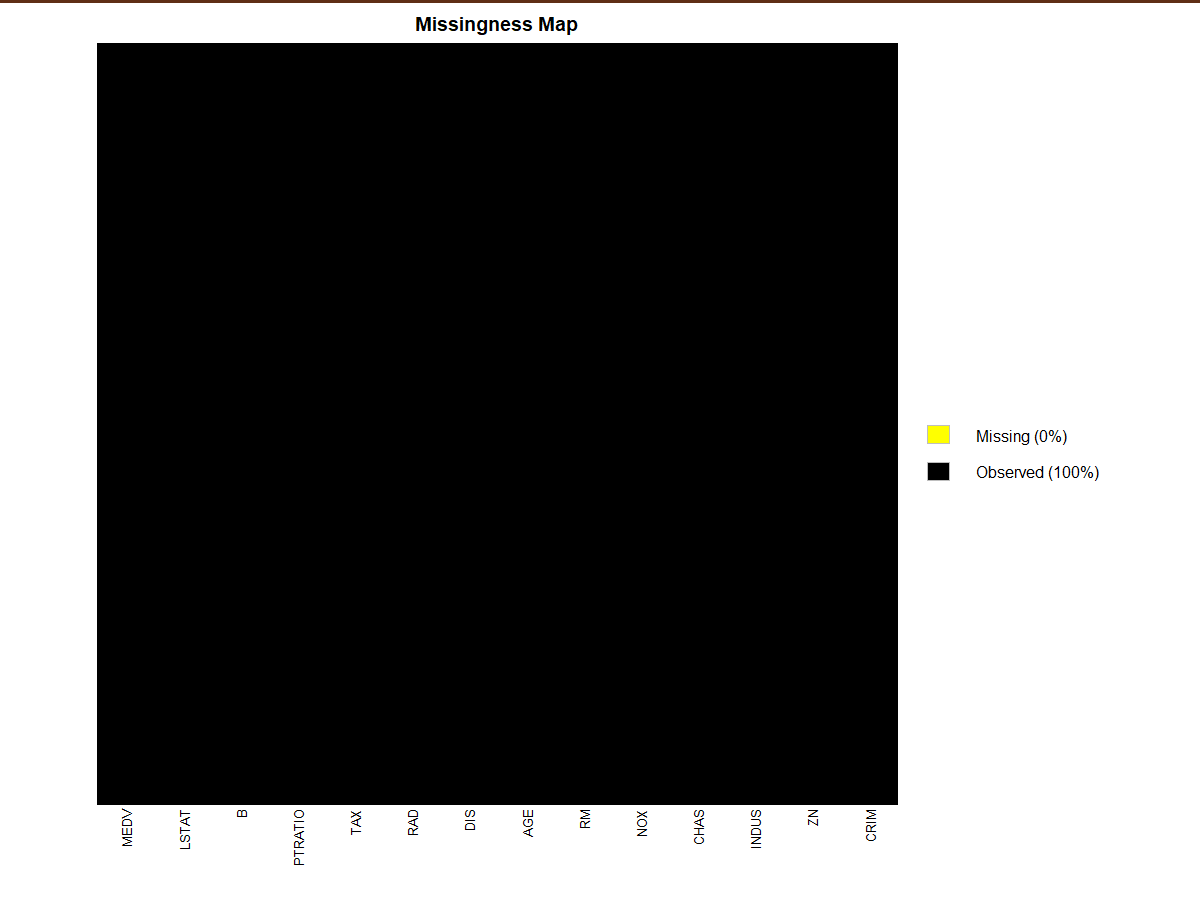 Missingness Map
Missing (0%)
Observed (100%)
MEDV
LSTAT
B
PTRATIO
TAX
RAD
DIS
AGE
RM
NOX
CHAS
INDUS
ZN
CRIM